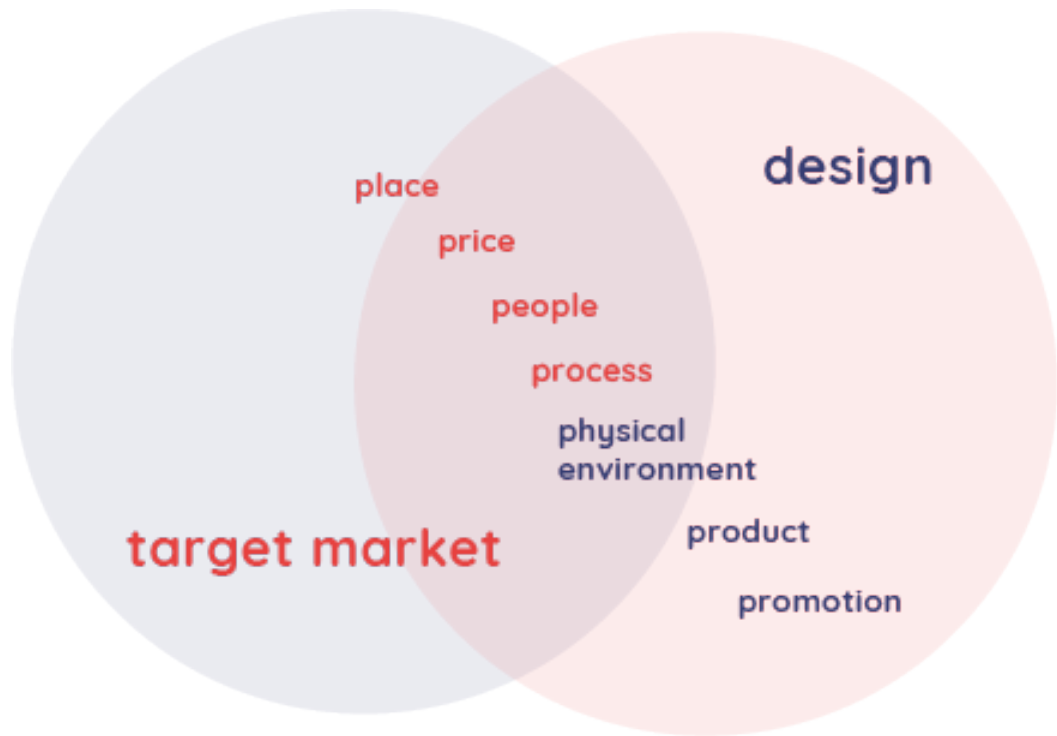 design
place
price
people
process
physical
environment
product
target market
promotion